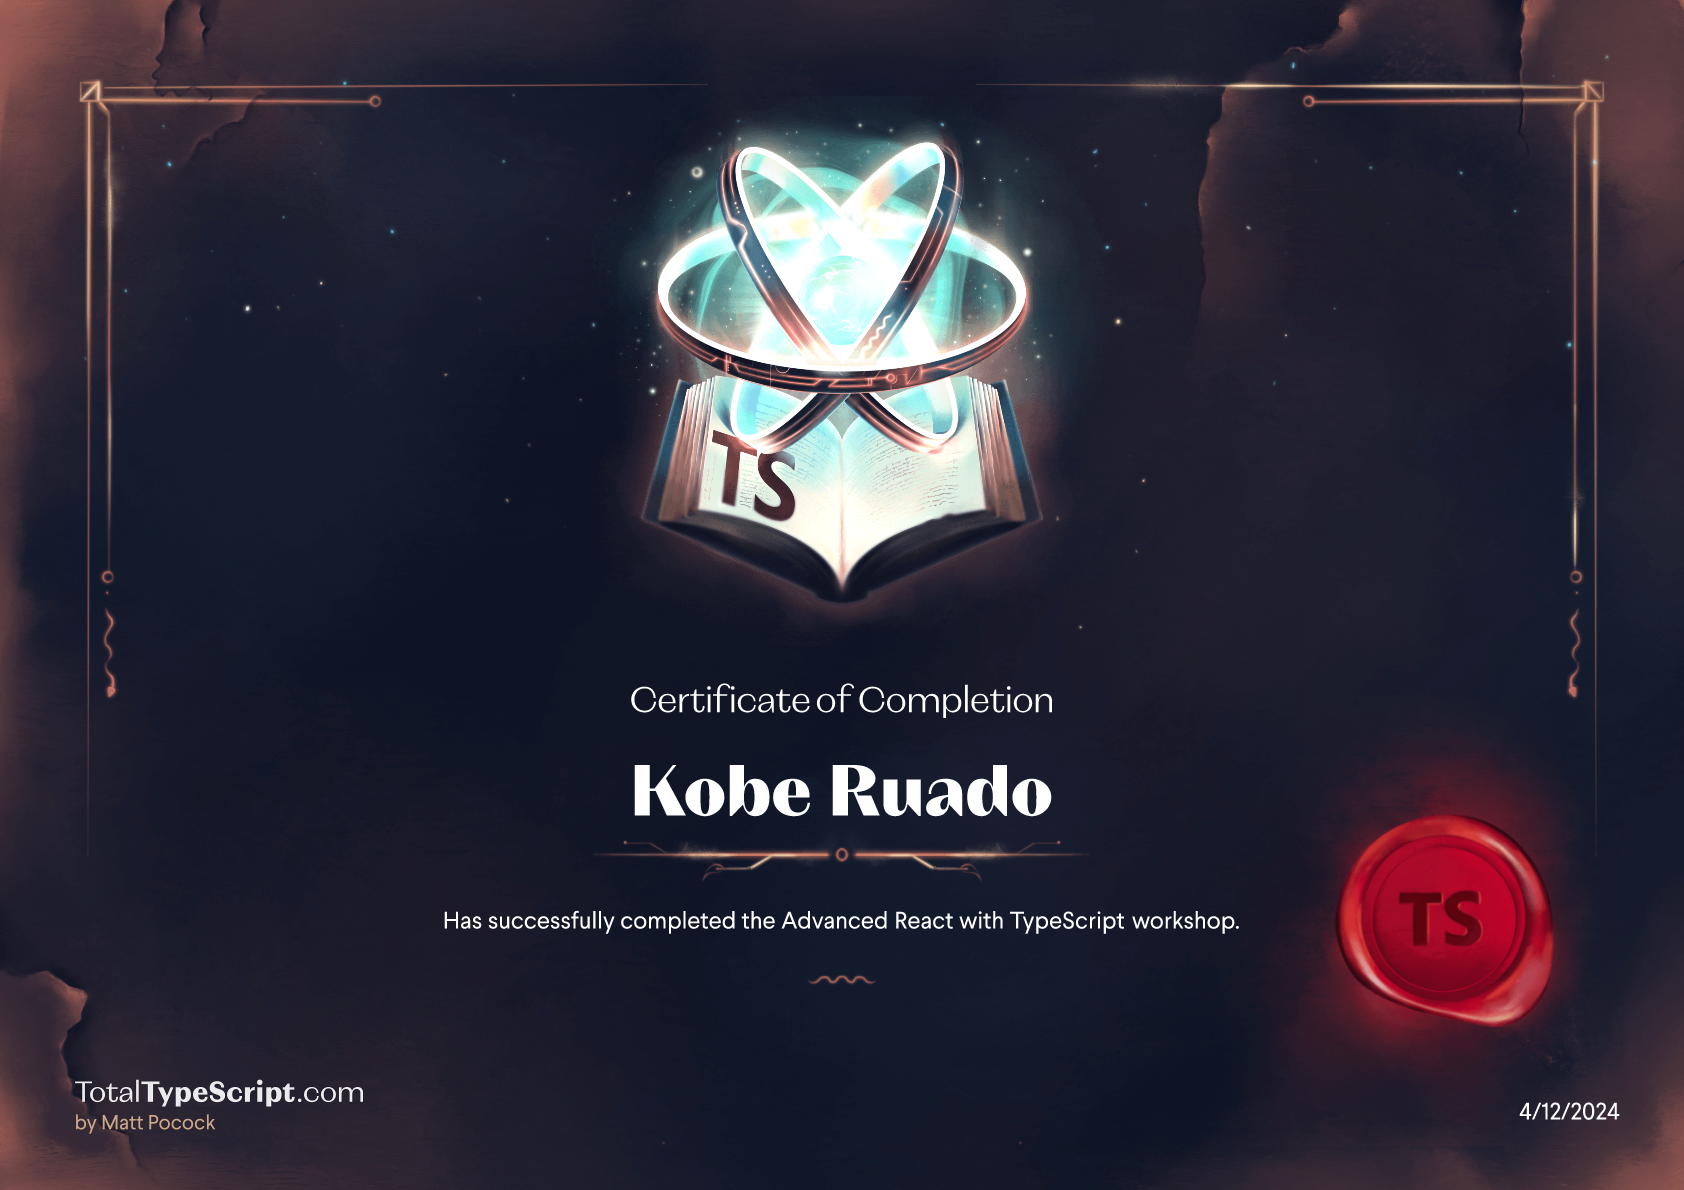 TS
Certificate of Completion
Kobe Ruado
Has successfully completed the Advanced React with TypeScript workshop.
TS
TotalTypeScript.com
by Matt Pocock
4/12/2024